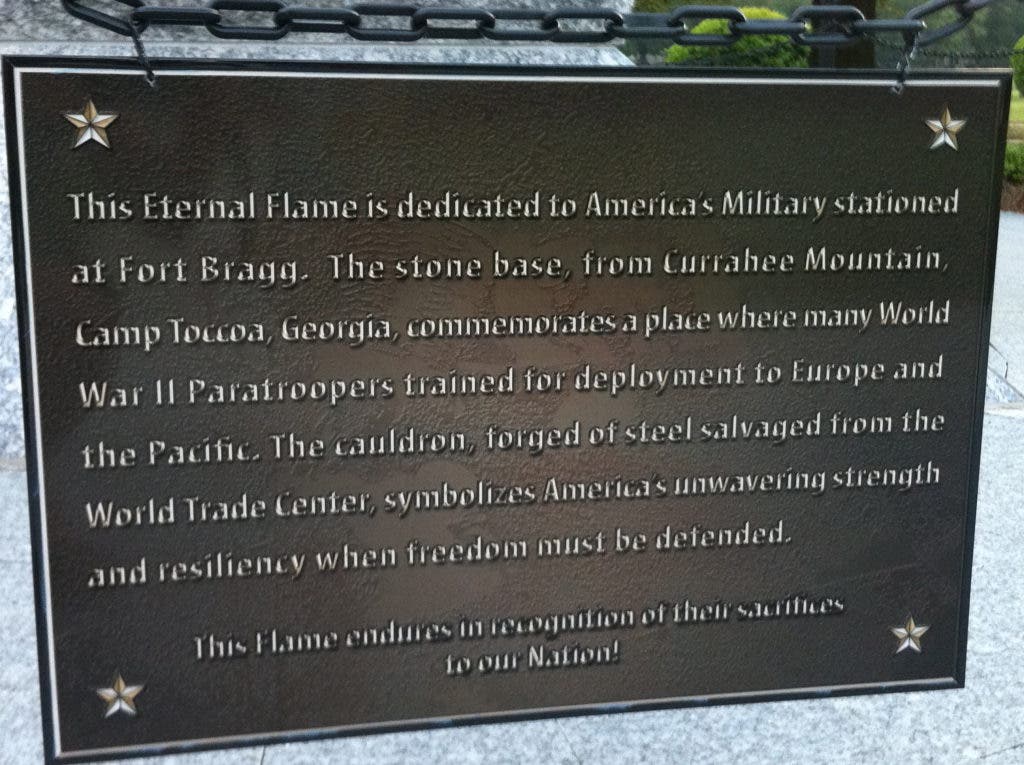 This Eternal Flame is dedicated to America's Military stationed
at Fort Bragg. The stone base, from Currahee Mountain,
Camp Toccoa, Georgia, commemorates a place where many World
War II Paratroopers trained for deployment to Europe and
the Pacific. The cauldron, forged of steel salvaged from the
World Trade Center, symbolizes America's unwavering strength
and resiliency when freedom must be defended.
This Flame endures in recognition of their sacrifices
to our Nation!